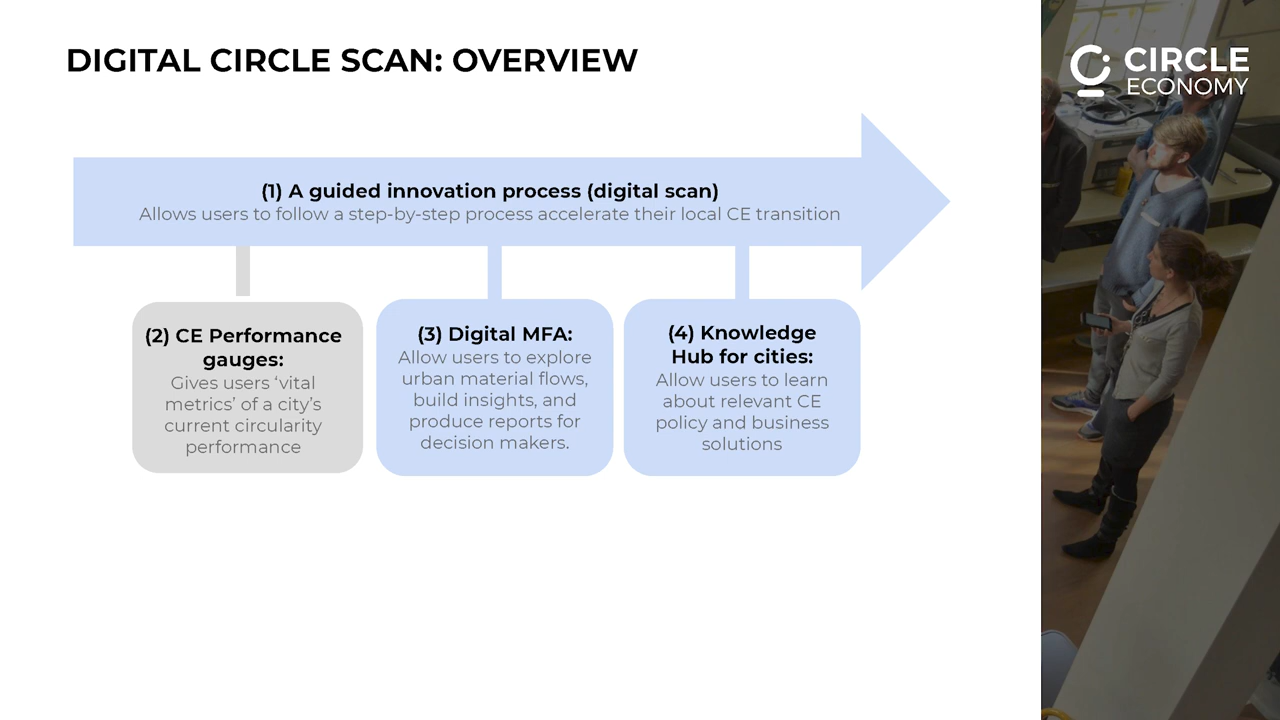 DIGITAL CIRCLE SCAN: OVERVIEW
CIRCLE
ECONOMY
(1) A guided innovation process (digital scan)
Allows users to follow a step-by-step process accelerate their local CE transition
(2) CE Performance
gauges:
Gives users ‘vital
metrics’ of a city’s
current circularity
performance
(3) Digital MFA:
Allow users to explore
urban material flows,
build insights, and
produce reports for
decision makers.
(4) Knowledge
Hub for cities:
Allow users to learn
about relevant CE
policy and business
solutions